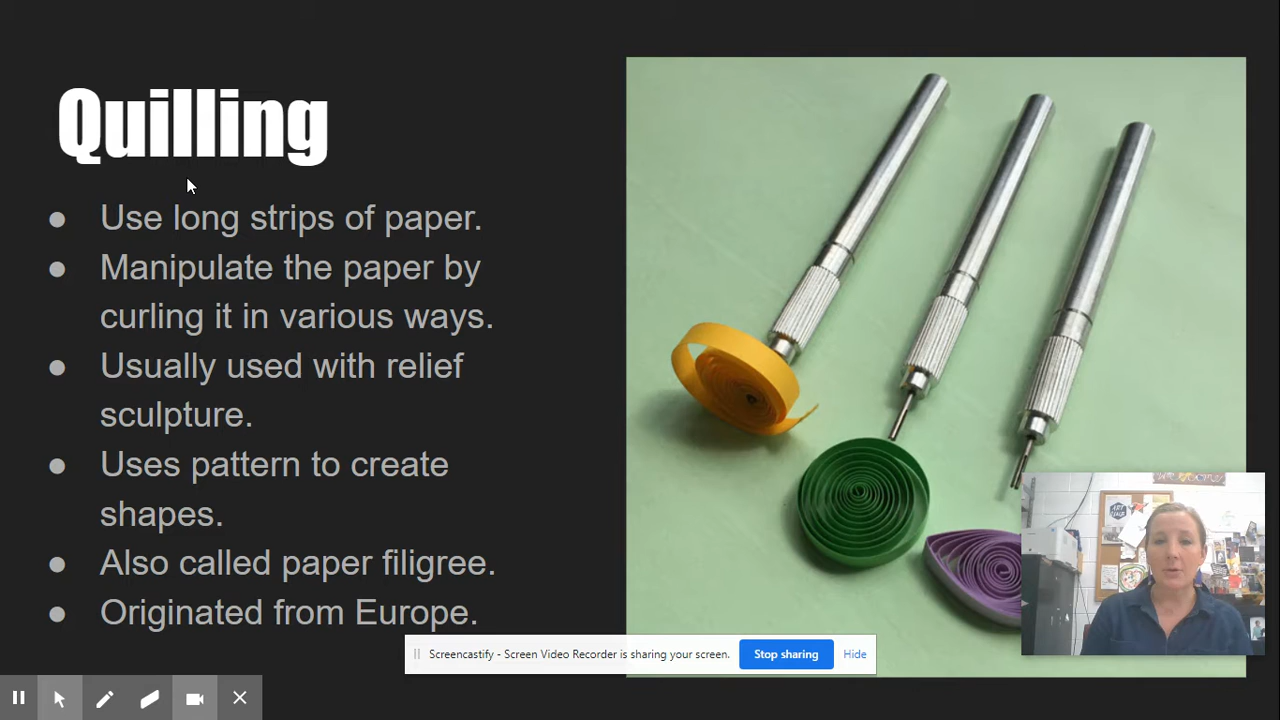 Quilling
● Use long strips of paper.
● Manipulate the paper by
curling it in various ways.
● Usually used with relief
sculpture.
● Uses pattern to create
shapes.
● Also called paper filigree.
● Originated from Europe.
Screencastify - Screen Video Recorder is sharing your screen. Stop sharing Hide